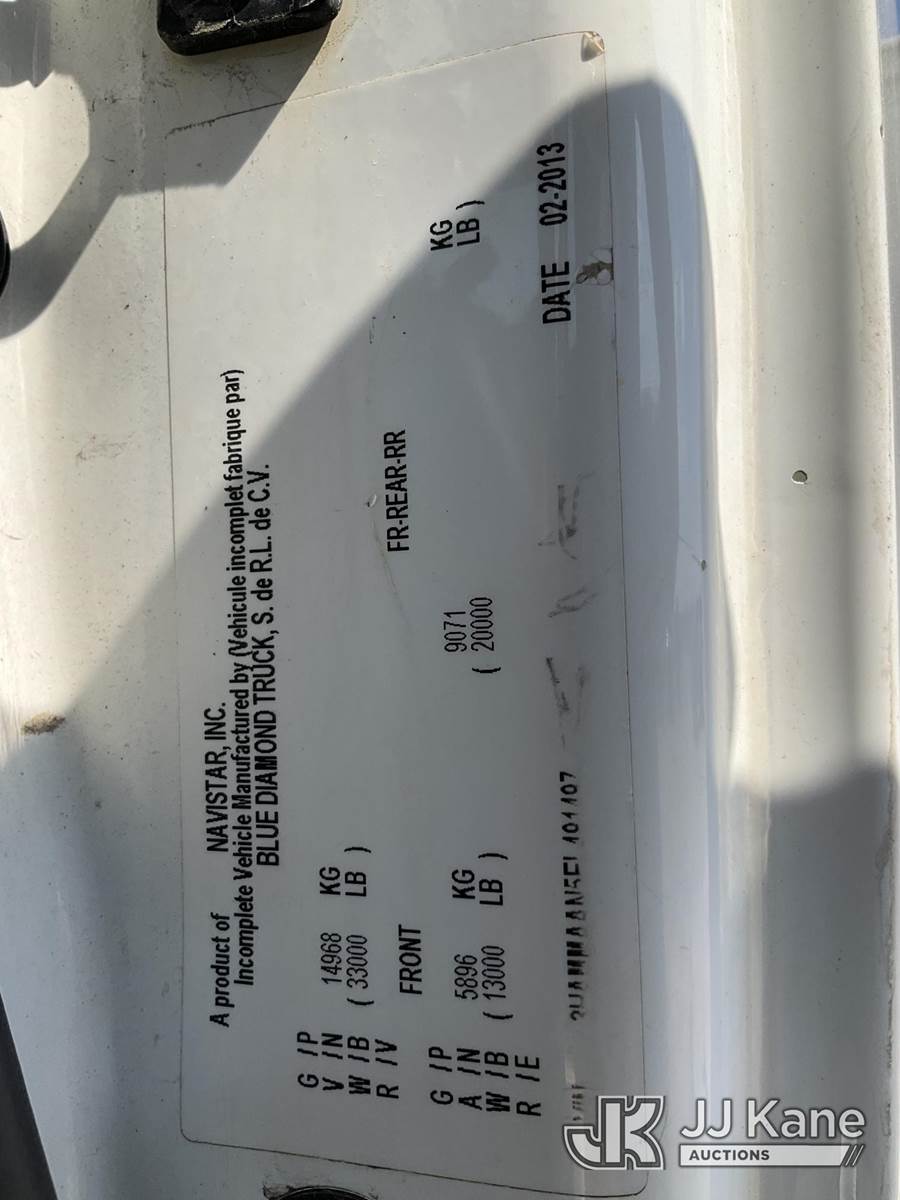 A product of NAVISTAR, INC.
Incomplete Vehicle Manufactured by (Vehicule incomplet fabrique par)
BLUE DIAMOND TRUCK, S. de R.L. de C.V.
G /P
V /N 14968 KG
W /B ( 33000 LB )
R /V
FRONT FR-REAR-RR
G /P
A /N 5896 KG 9071 KG
W /B ( 13000 LB ) ( 20000 LB )
R /E
DATE 02-2013
JJ Kane
AUCTIONS